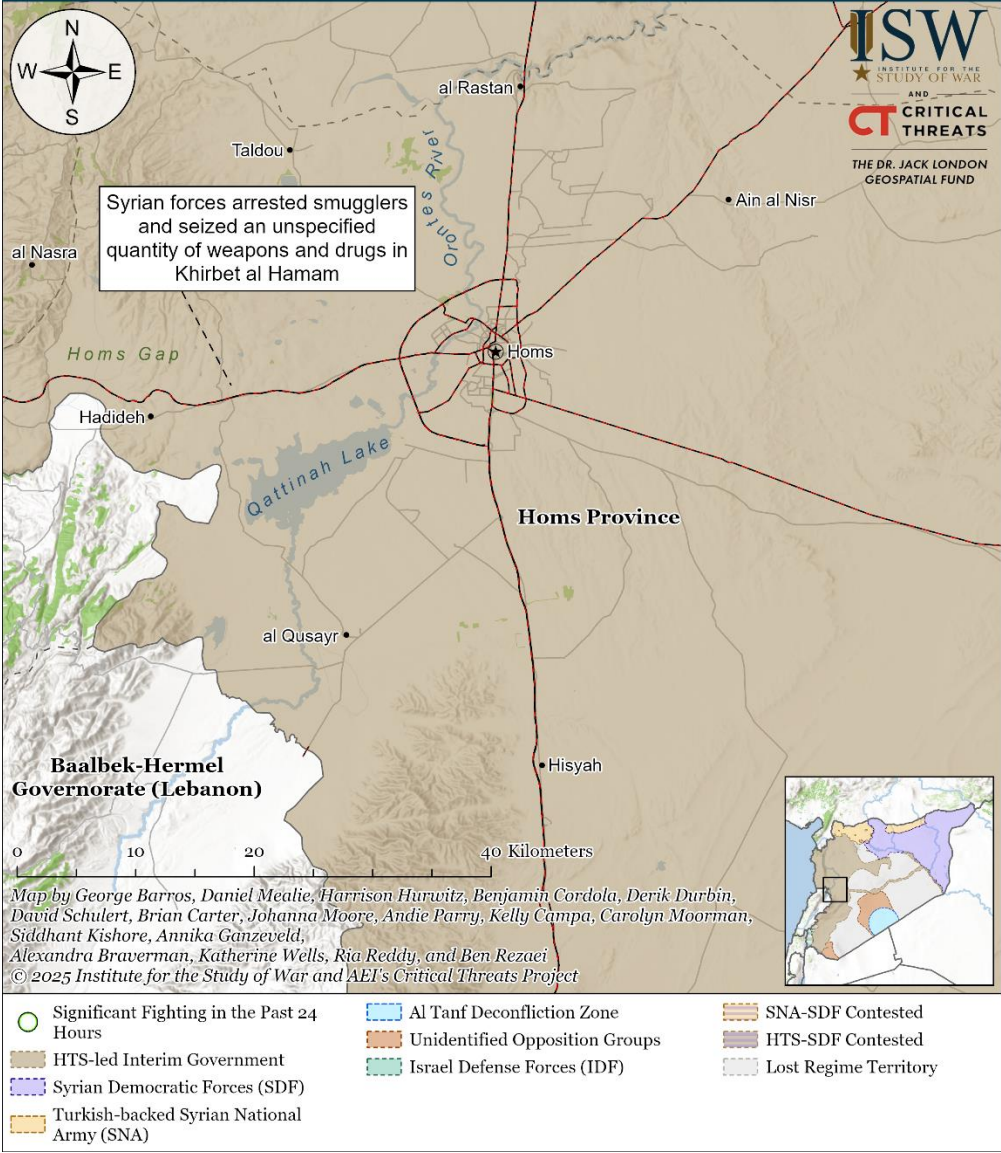 N
W E
S
ISW
INSTITUTE FOR THE
STUDY OF WAR
AND
CT CRITICAL
THREATS
THE DR. JACK LONDON
GEOSPATIAL FUND
al Rastan
Taldou
Orontes River
Ain al Nisr
Syrian forces arrested smugglers
and seized an unspecified
quantity of weapons and drugs in
Khirbet al Hamam
al Nasra
Homs Gap
Homs
Hadideh
Qattinah Lake
Homs Province
al Qusayr
Baalbek-Hermel
Governorate (Lebanon)
Hisyah
0 10 20 40 Kilometers
Map by George Barros, Daniel Mealie, Harrison Hurwitz, Benjamin Cordola, Derik Durbin,
David Schulert, Brian Carter, Johanna Moore, Andie Parry, Kelly Campa, Carolyn Moorman,
Siddhant Kishore, Annika Ganzeveld,
Alexandra Braverman, Katherine Wells, Ria Reddy, and Ben Rezaei
© 2025 Institute for the Study of War and AEI's Critical Threats Project
Significant Fighting in the Past 24
Hours
HTS-led Interim Government
Syrian Democratic Forces (SDF)
Turkish-backed Syrian National
Army (SNA)
Al Tanf Deconfliction Zone
Unidentified Opposition Groups
Israel Defense Forces (IDF)
SNA-SDF Contested
HTS-SDF Contested
Lost Regime Territory